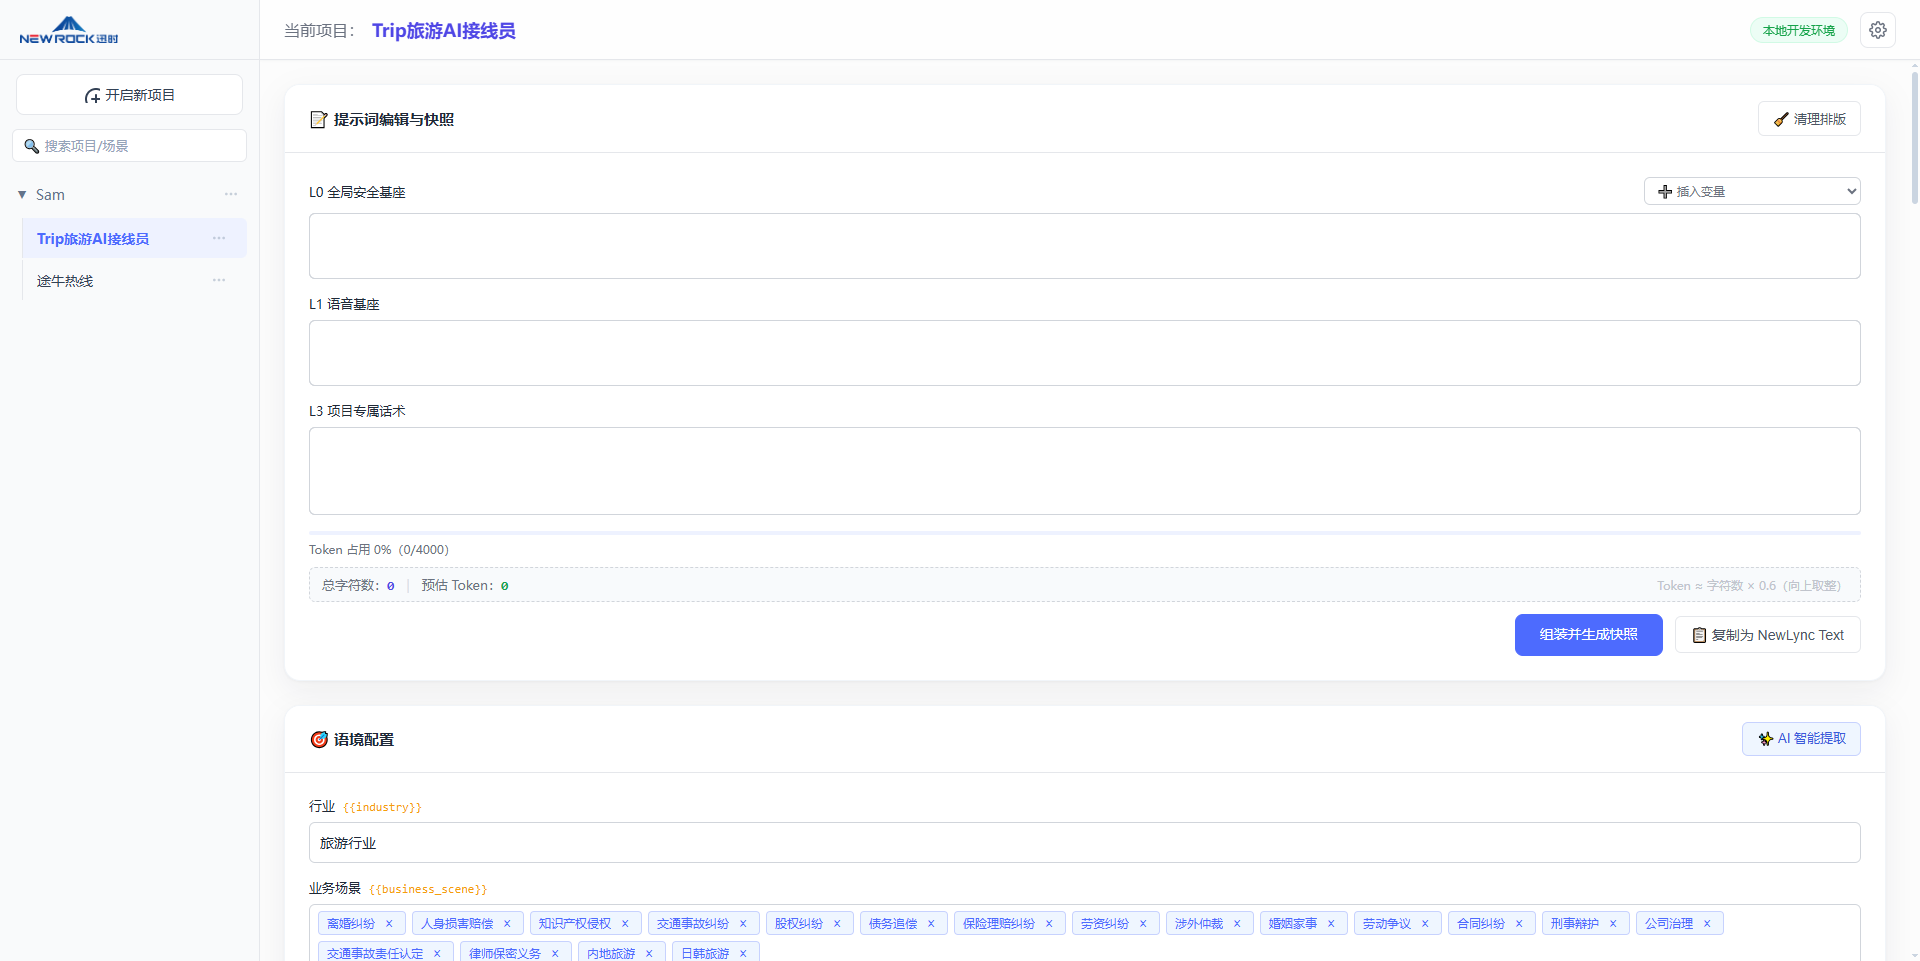 NEWROCK迅时
当前项目： Trip旅游AI接线员
本地开发环境
开启新项目
搜索项目/场景
▼ Sam ···
Trip旅游AI接线员 ···
途牛热线 ···
提示词编辑与快照
清理排版
L0 全局安全基座
插入变量
L1 语音基座
L3 项目专属话术
Token 占用 0%（0/4000）
总字符数：0 | 预估 Token：0
Token ≈ 字符数 × 0.6（向上取整）
组装并生成快照
复制为 NewLync Text
语境配置
AI 智能提取
行业 {{industry}}
旅游行业
业务场景 {{business_scene}}
离婚纠纷 × 人身损害赔偿 × 知识产权侵权 × 交通事故纠纷 × 股权纠纷 × 债务追偿 × 保险理赔纠纷 × 劳资纠纷 × 涉外仲裁 × 婚姻家事 × 劳动争议 × 合同纠纷 × 刑事辩护 × 公司治理 ×
交通事故责任认定 × 律师保密义务 × 内地旅游 × 日韩旅游 ×